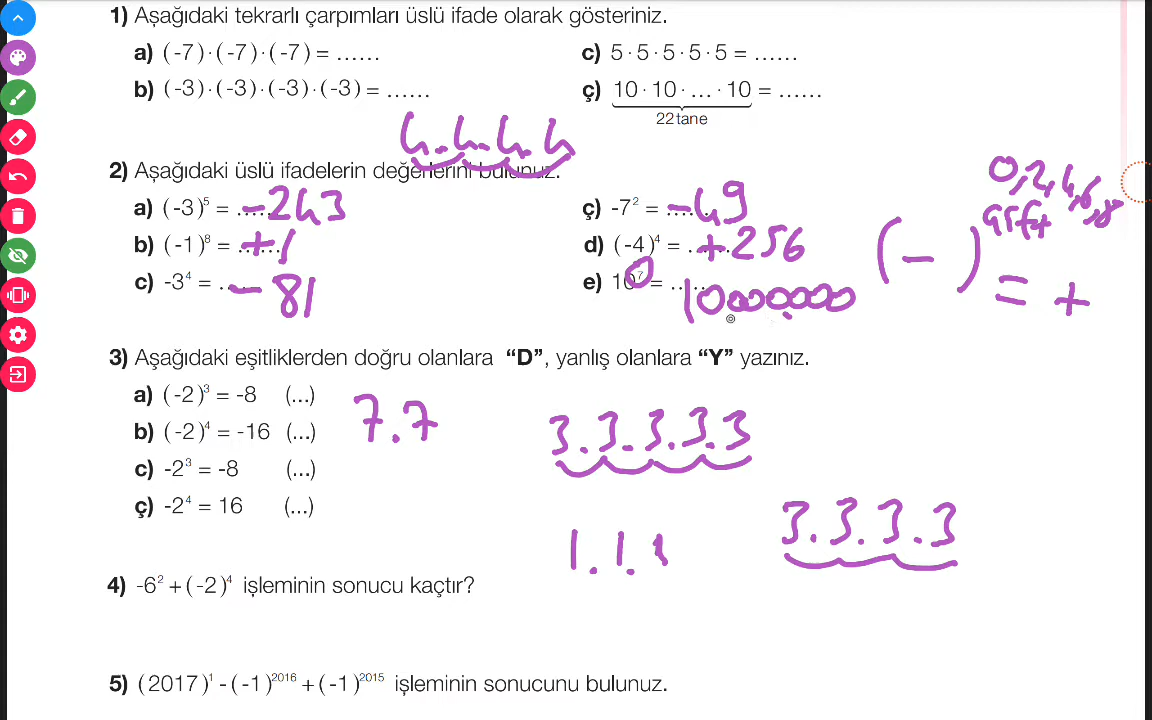 1) Aşağıdaki tekrarlı çarpımları üslü ifade olarak gösteriniz.
a) (-7)·(-7)·(-7) = ......
c) 5·5·5·5·5 = ......
b) (-3)·(-3)·(-3)·(-3) = ......
ç) 10·10· ... ·10 = ......
22 tane
4.4.4.4
2) Aşağıdaki üslü ifadelerin değerlerini bulunuz.
0,2,4,6,8
a) (-3)⁵ = -243
ç) -7² = -49
çift
b) (-1)⁸ = +1
d) (-4)⁴ = +256
(-)
c) -3⁴ = -81
e) 10⁷ = ......
10000000
= +
3) Aşağıdaki eşitliklerden doğru olanlara “D”, yanlış olanlara “Y” yazınız.
a) (-2)³ = -8 (...)
7.7
3.3.3.3.3
b) (-2)⁴ = -16 (...)
c) -2³ = -8 (...)
ç) -2⁴ = 16 (...)
3.3.3.3
1.1.1
4) -6² + (-2)⁴ işleminin sonucu kaçtır?
5) (2017)¹ - (-1)²⁰¹⁶ + (-1)²⁰¹⁵ işleminin sonucunu bulunuz.